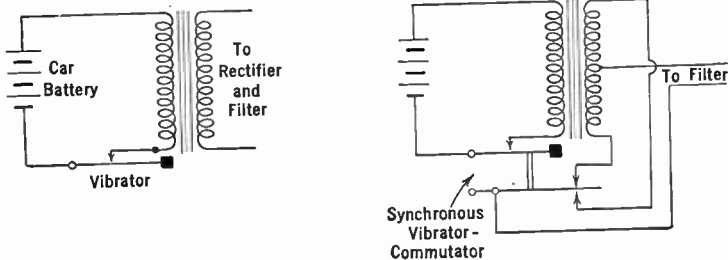 Car
Battery
To
Rectifier
and
Filter
Vibrator
To Filter
Synchronous
Vibrator-
Commutator